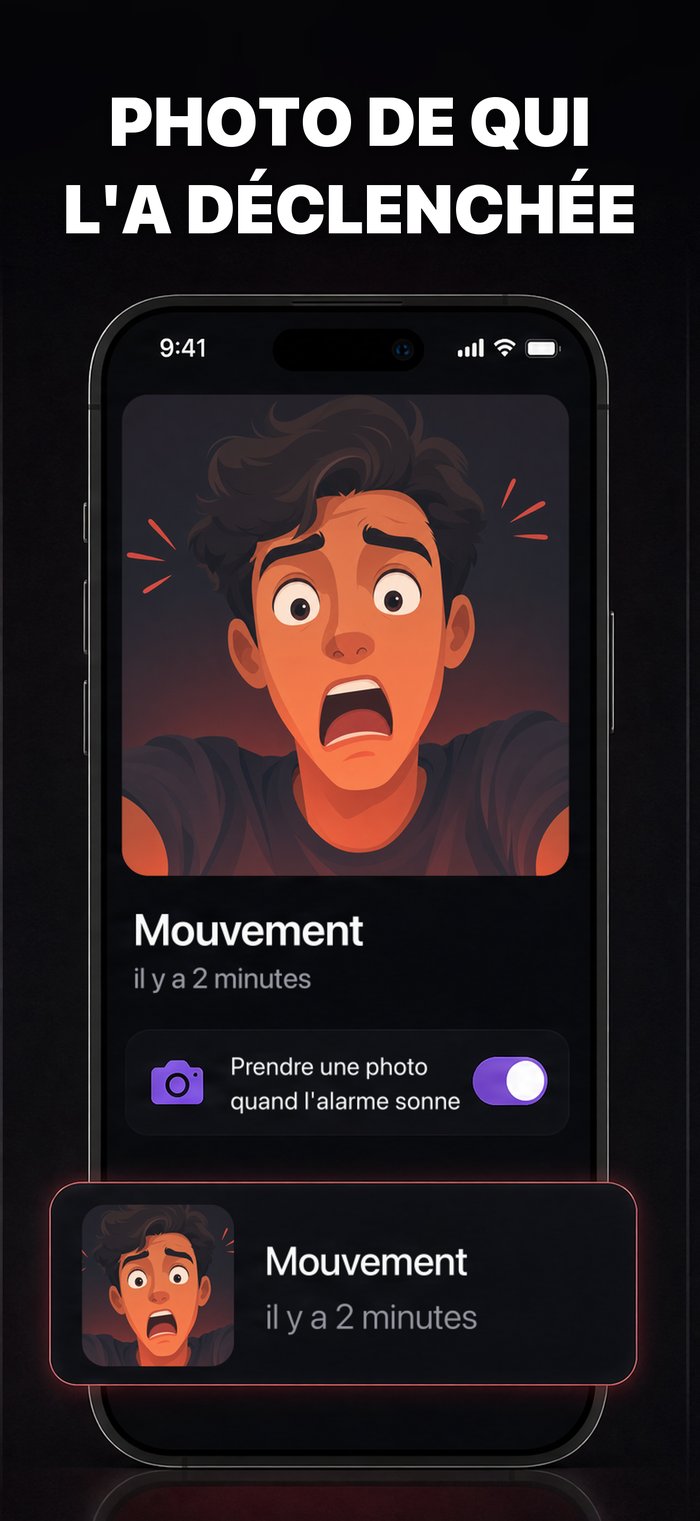 PHOTO DE QUI
L'A DÉCLENCHÉE
9:41
Mouvement
il y a 2 minutes
Prendre une photo
quand l'alarme sonne
Mouvement
il y a 2 minutes